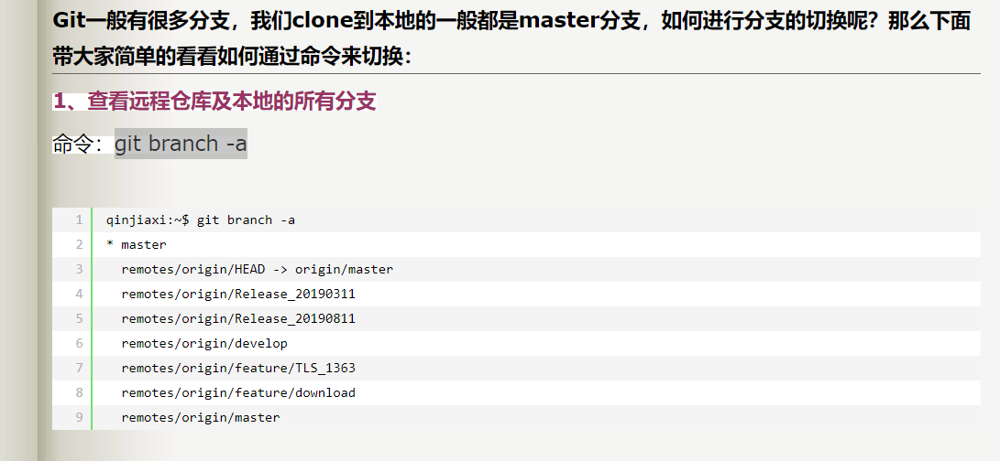 Git一般有很多分支，我们clone到本地的一般都是master分支，如何进行分支的切换呢？那么下面
带大家简单的看看如何通过命令来切换：
1、查看远程仓库及本地的所有分支
命令：git branch -a
1 qinjiaxi:~$ git branch -a
2 * master
3 remotes/origin/HEAD -> origin/master
4 remotes/origin/Release_20190311
5 remotes/origin/Release_20190811
6 remotes/origin/develop
7 remotes/origin/feature/TLS_1363
8 remotes/origin/feature/download
9 remotes/origin/master